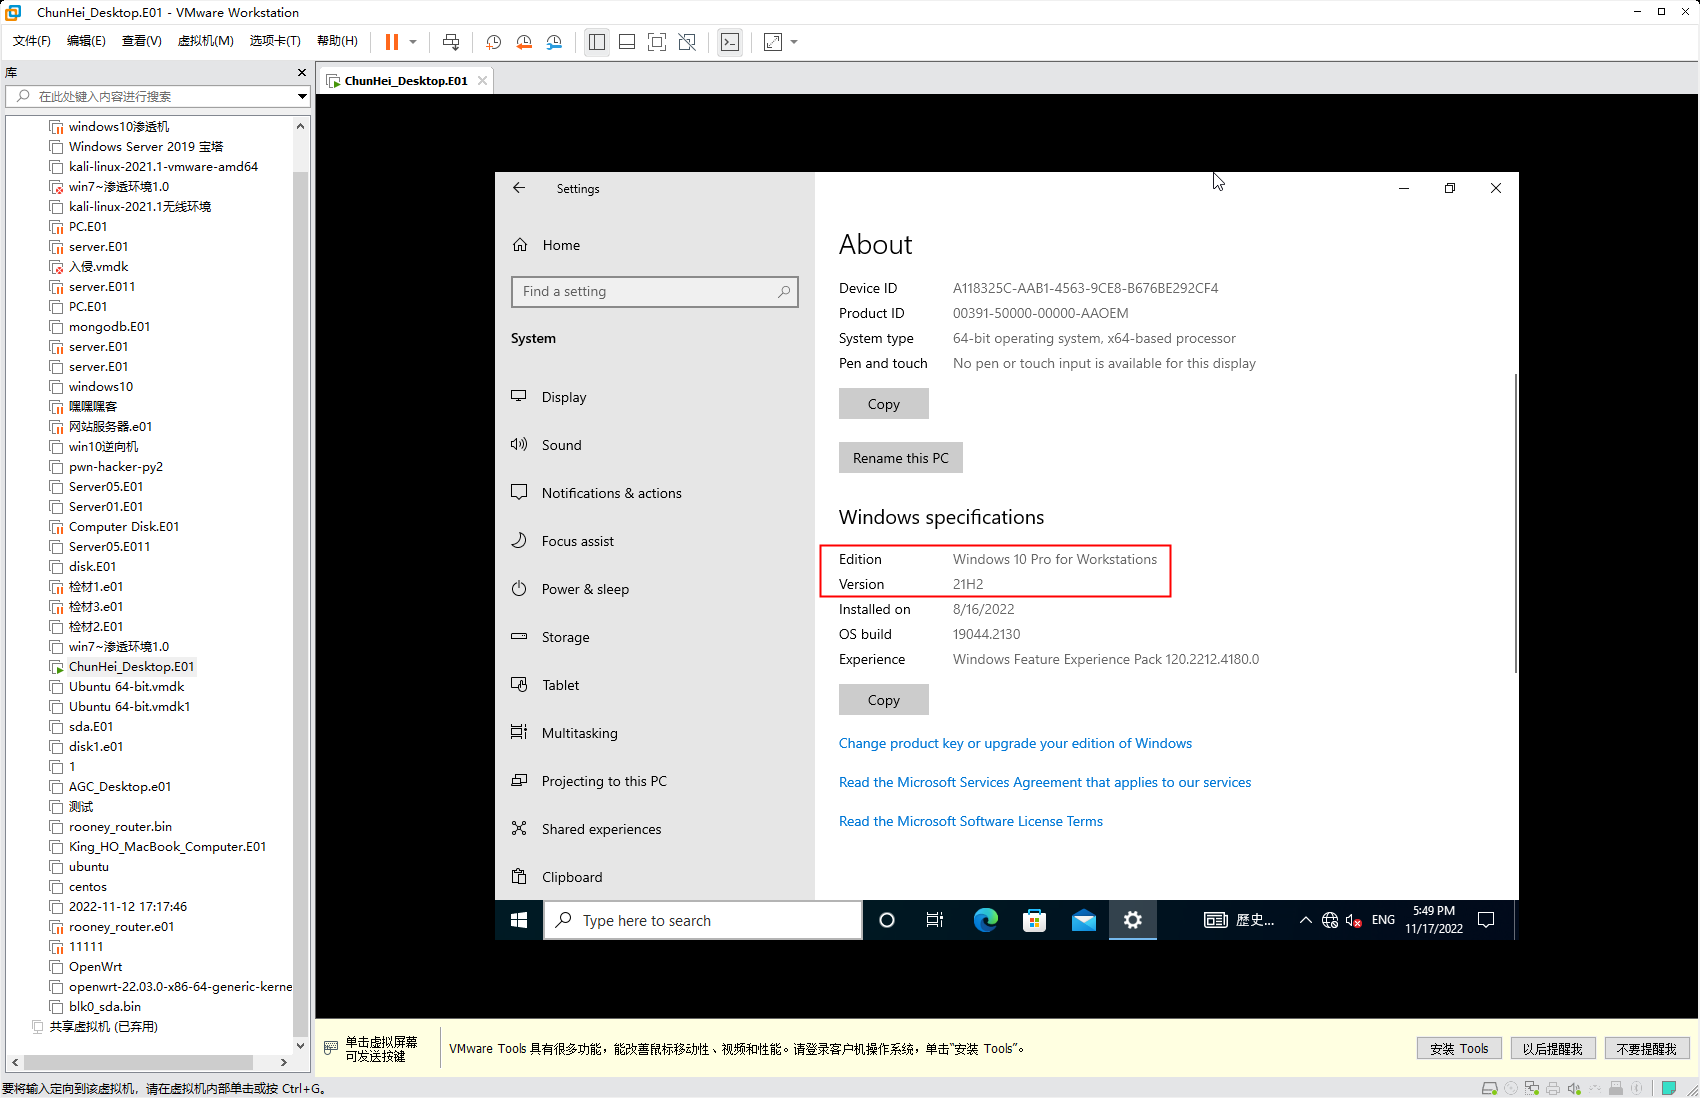 ChunHei_Desktop.E01 - VMware Workstation
文件(F) 编辑(E) 查看(V) 虚拟机(M) 选项卡(T) 帮助(H)
库
在此处键入内容进行搜索
windows10渗透机
Windows Server 2019 宝塔
kali-linux-2021.1-vmware-amd64
win7~渗透环境1.0
kali-linux-2021.1无线环境
PC.E01
server.E01
入侵.vmdk
server.E011
PC.E01
mongodb.E01
server.E01
server.E01
windows10
嘿嘿嘿客
网站服务器.e01
win10逆向机
pwn-hacker-py2
Server05.E01
Server01.E01
Computer Disk.E01
Server05.E011
disk.E01
检材1.e01
检材3.e01
检材2.E01
win7~渗透环境1.0
ChunHei_Desktop.E01
Ubuntu 64-bit.vmdk
Ubuntu 64-bit.vmdk1
sda.E01
disk1.e01
1
AGC_Desktop.e01
测试
rooney_router.bin
King_HO_MacBook_Computer.E01
ubuntu
centos
2022-11-12 17:17:46
rooney_router.e01
11111
OpenWrt
openwrt-22.03.0-x86-64-generic-kerne
blk0_sda.bin
共享虚拟机 (已弃用)
ChunHei_Desktop.E01
Settings
Home
Find a setting
System
Display
Sound
Notifications & actions
Focus assist
Power & sleep
Storage
Tablet
Multitasking
Projecting to this PC
Shared experiences
Clipboard
About
Device ID A118325C-AAB1-4563-9CE8-B676BE292CF4
Product ID 00391-50000-00000-AAOEM
System type 64-bit operating system, x64-based processor
Pen and touch No pen or touch input is available for this display
Copy
Rename this PC
Windows specifications
Edition Windows 10 Pro for Workstations
Version 21H2
Installed on 8/16/2022
OS build 19044.2130
Experience Windows Feature Experience Pack 120.2212.4180.0
Copy
Change product key or upgrade your edition of Windows
Read the Microsoft Services Agreement that applies to our services
Read the Microsoft Software License Terms
Type here to search
歷史...
ENG
5:49 PM
11/17/2022
单击虚拟屏幕
可发送按键
VMware Tools 具有很多功能，能改善鼠标移动性、视频和性能。请登录客户机操作系统，单击“安装 Tools”。
安装 Tools 以后提醒我 不要提醒我
要将输入定向到该虚拟机，请在虚拟机内部单击或按 Ctrl+G。